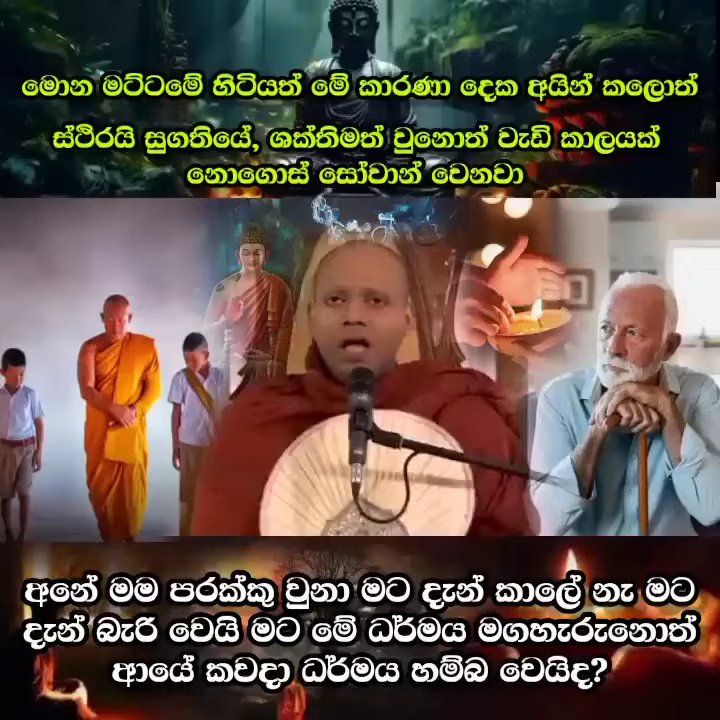 මොන මට්ටමේ හිටියත් මේ කාරණා දෙක අයින් කලොත්
ස්ථිරයි සුගතියේ, ශක්තිමත් වුනොත් වැඩි කාලයක්
නොගොස් සෝවාන් වෙනවා
අනේ මම පරක්කු වුනා මට දැන් කාලේ නෑ මට
දැන් බැරි වෙයි මට මේ ධර්මය මගහැරුනොත්
ආයේ කවදා ධර්මය හම්බ වෙයිද?